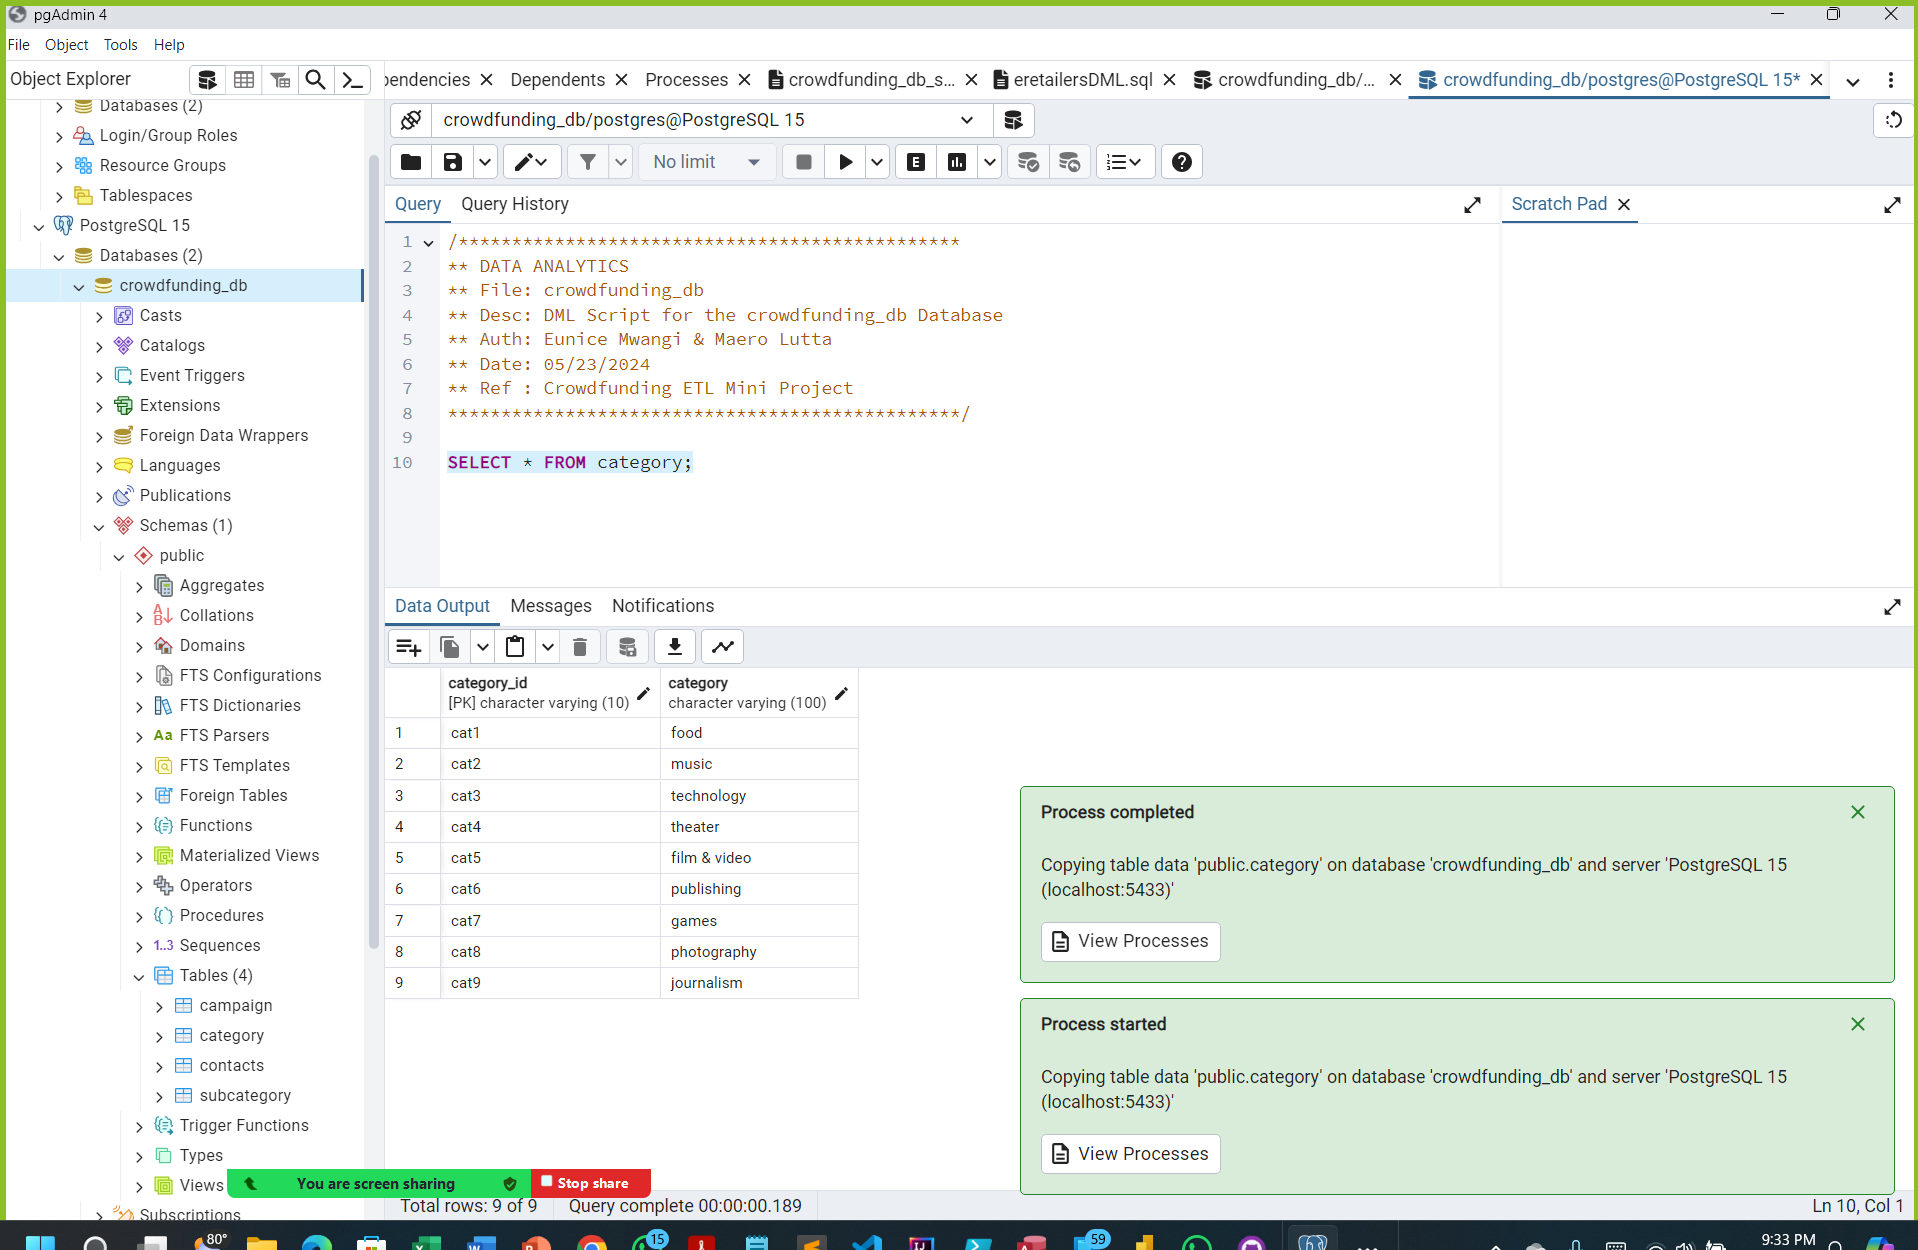 pgAdmin 4
File Object Tools Help
Object Explorer
pendencies Dependents Processes crowdfunding_db_s... eretailersDML.sql crowdfunding_db/... crowdfunding_db/postgres@PostgreSQL 15*
Databases (2)
Login/Group Roles
Resource Groups
Tablespaces
PostgreSQL 15
Databases (2)
crowdfunding_db
Casts
Catalogs
Event Triggers
Extensions
Foreign Data Wrappers
Languages
Publications
Schemas (1)
public
Aggregates
Collations
Domains
FTS Configurations
FTS Dictionaries
Aa FTS Parsers
FTS Templates
Foreign Tables
Functions
Materialized Views
Operators
Procedures
1..3 Sequences
Tables (4)
campaign
category
contacts
subcategory
Trigger Functions
Types
Views
Subscriptions
crowdfunding_db/postgres@PostgreSQL 15
No limit
E
Query Query History
Scratch Pad
1 /***********************************************
2 ** DATA ANALYTICS
3 ** File: crowdfunding_db
4 ** Desc: DML Script for the crowdfunding_db Database
5 ** Auth: Eunice Mwangi & Maero Lutta
6 ** Date: 05/23/2024
7 ** Ref : Crowdfunding ETL Mini Project
8 ************************************************/
9
10 SELECT * FROM category;
Data Output Messages Notifications
category_id category
[PK] character varying (10) character varying (100)
1 cat1 food
2 cat2 music
3 cat3 technology
4 cat4 theater
5 cat5 film & video
6 cat6 publishing
7 cat7 games
8 cat8 photography
9 cat9 journalism
Process completed
Copying table data 'public.category' on database 'crowdfunding_db' and server 'PostgreSQL 15
(localhost:5433)'
View Processes
Process started
Copying table data 'public.category' on database 'crowdfunding_db' and server 'PostgreSQL 15
(localhost:5433)'
View Processes
You are screen sharing Stop share
Total rows: 9 of 9 Query complete 00:00:00.189
Ln 10, Col 1
80°
15
59
9:33 PM